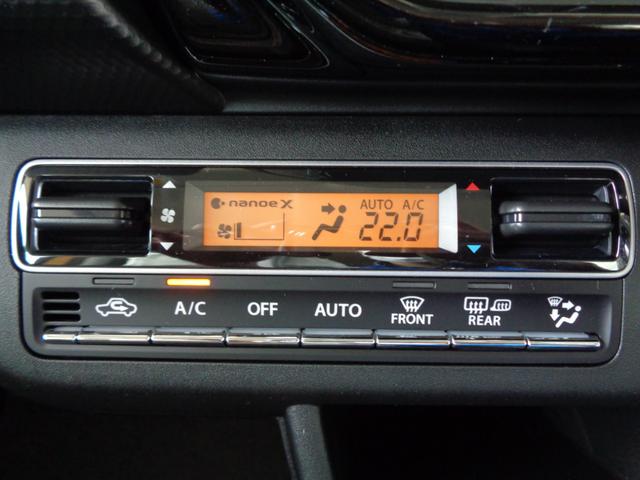 nanoe X
AUTO A/C
22.0
A/C OFF AUTO FRONT REAR